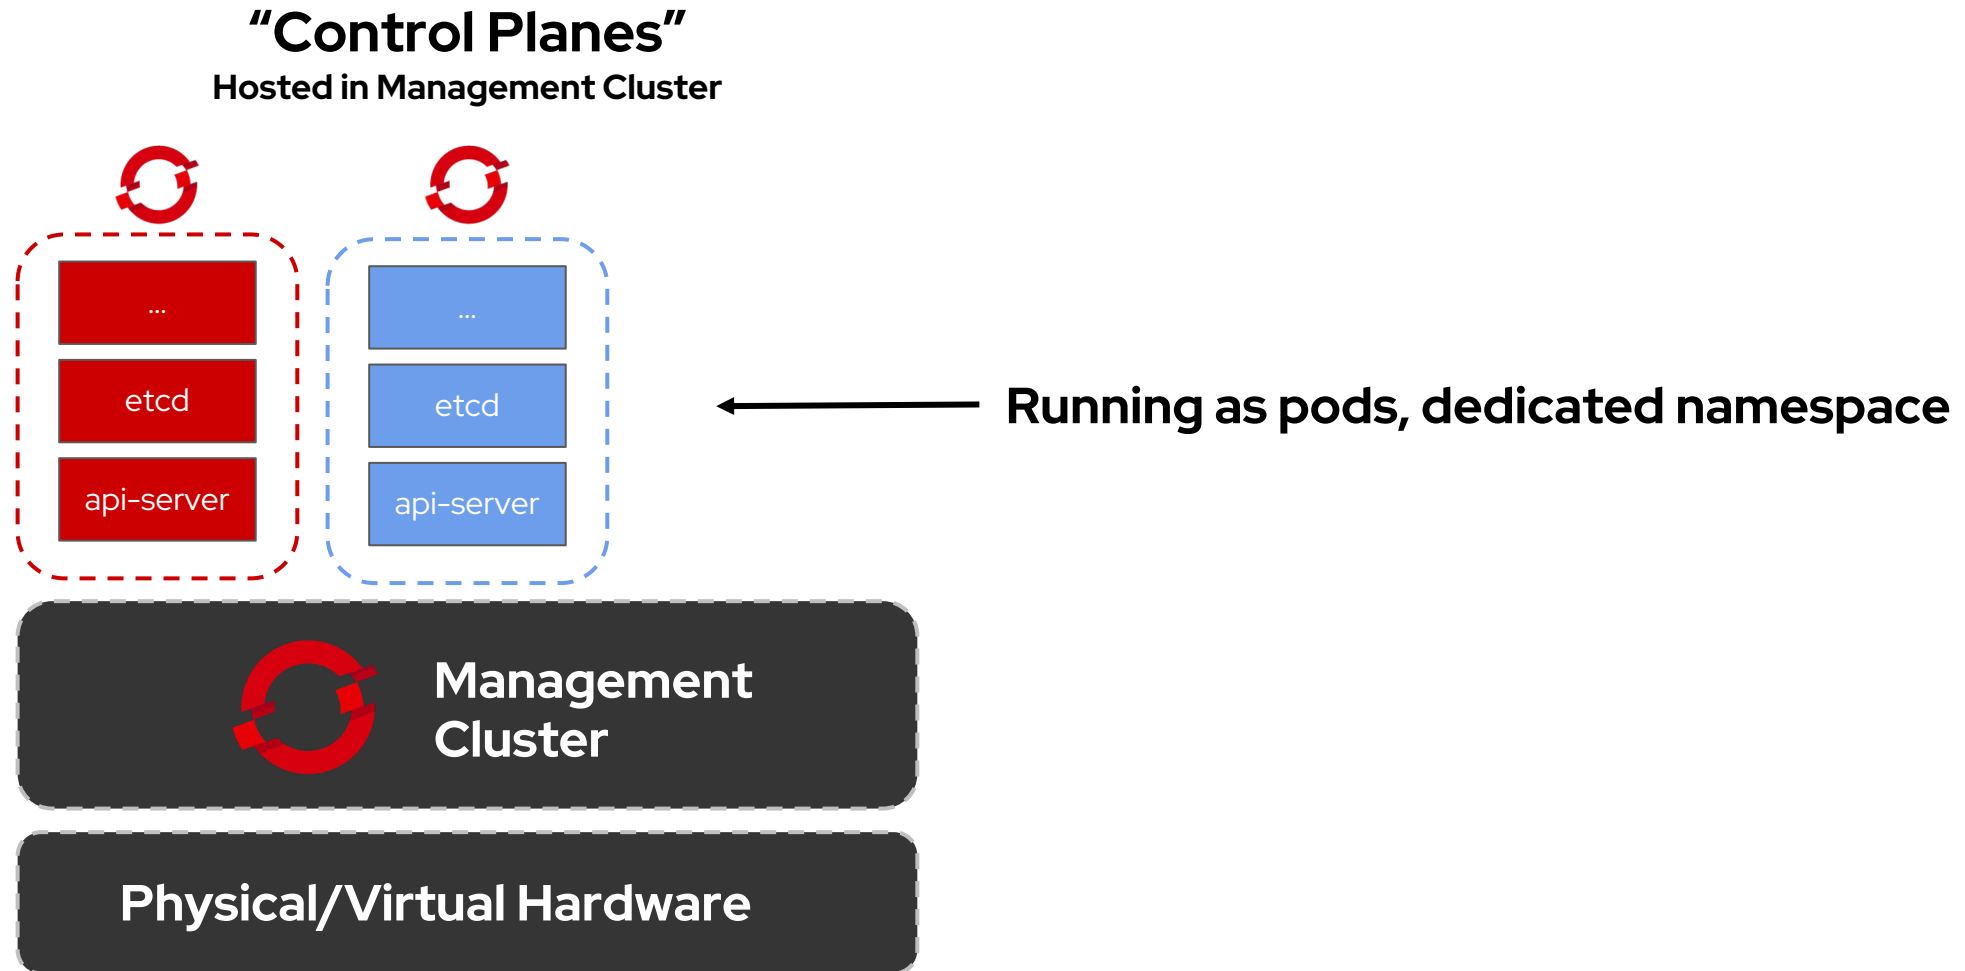 “Control Planes”
Hosted in Management Cluster
...
etcd
api-server
...
etcd
api-server
Running as pods, dedicated namespace
Management
Cluster
Physical/Virtual Hardware